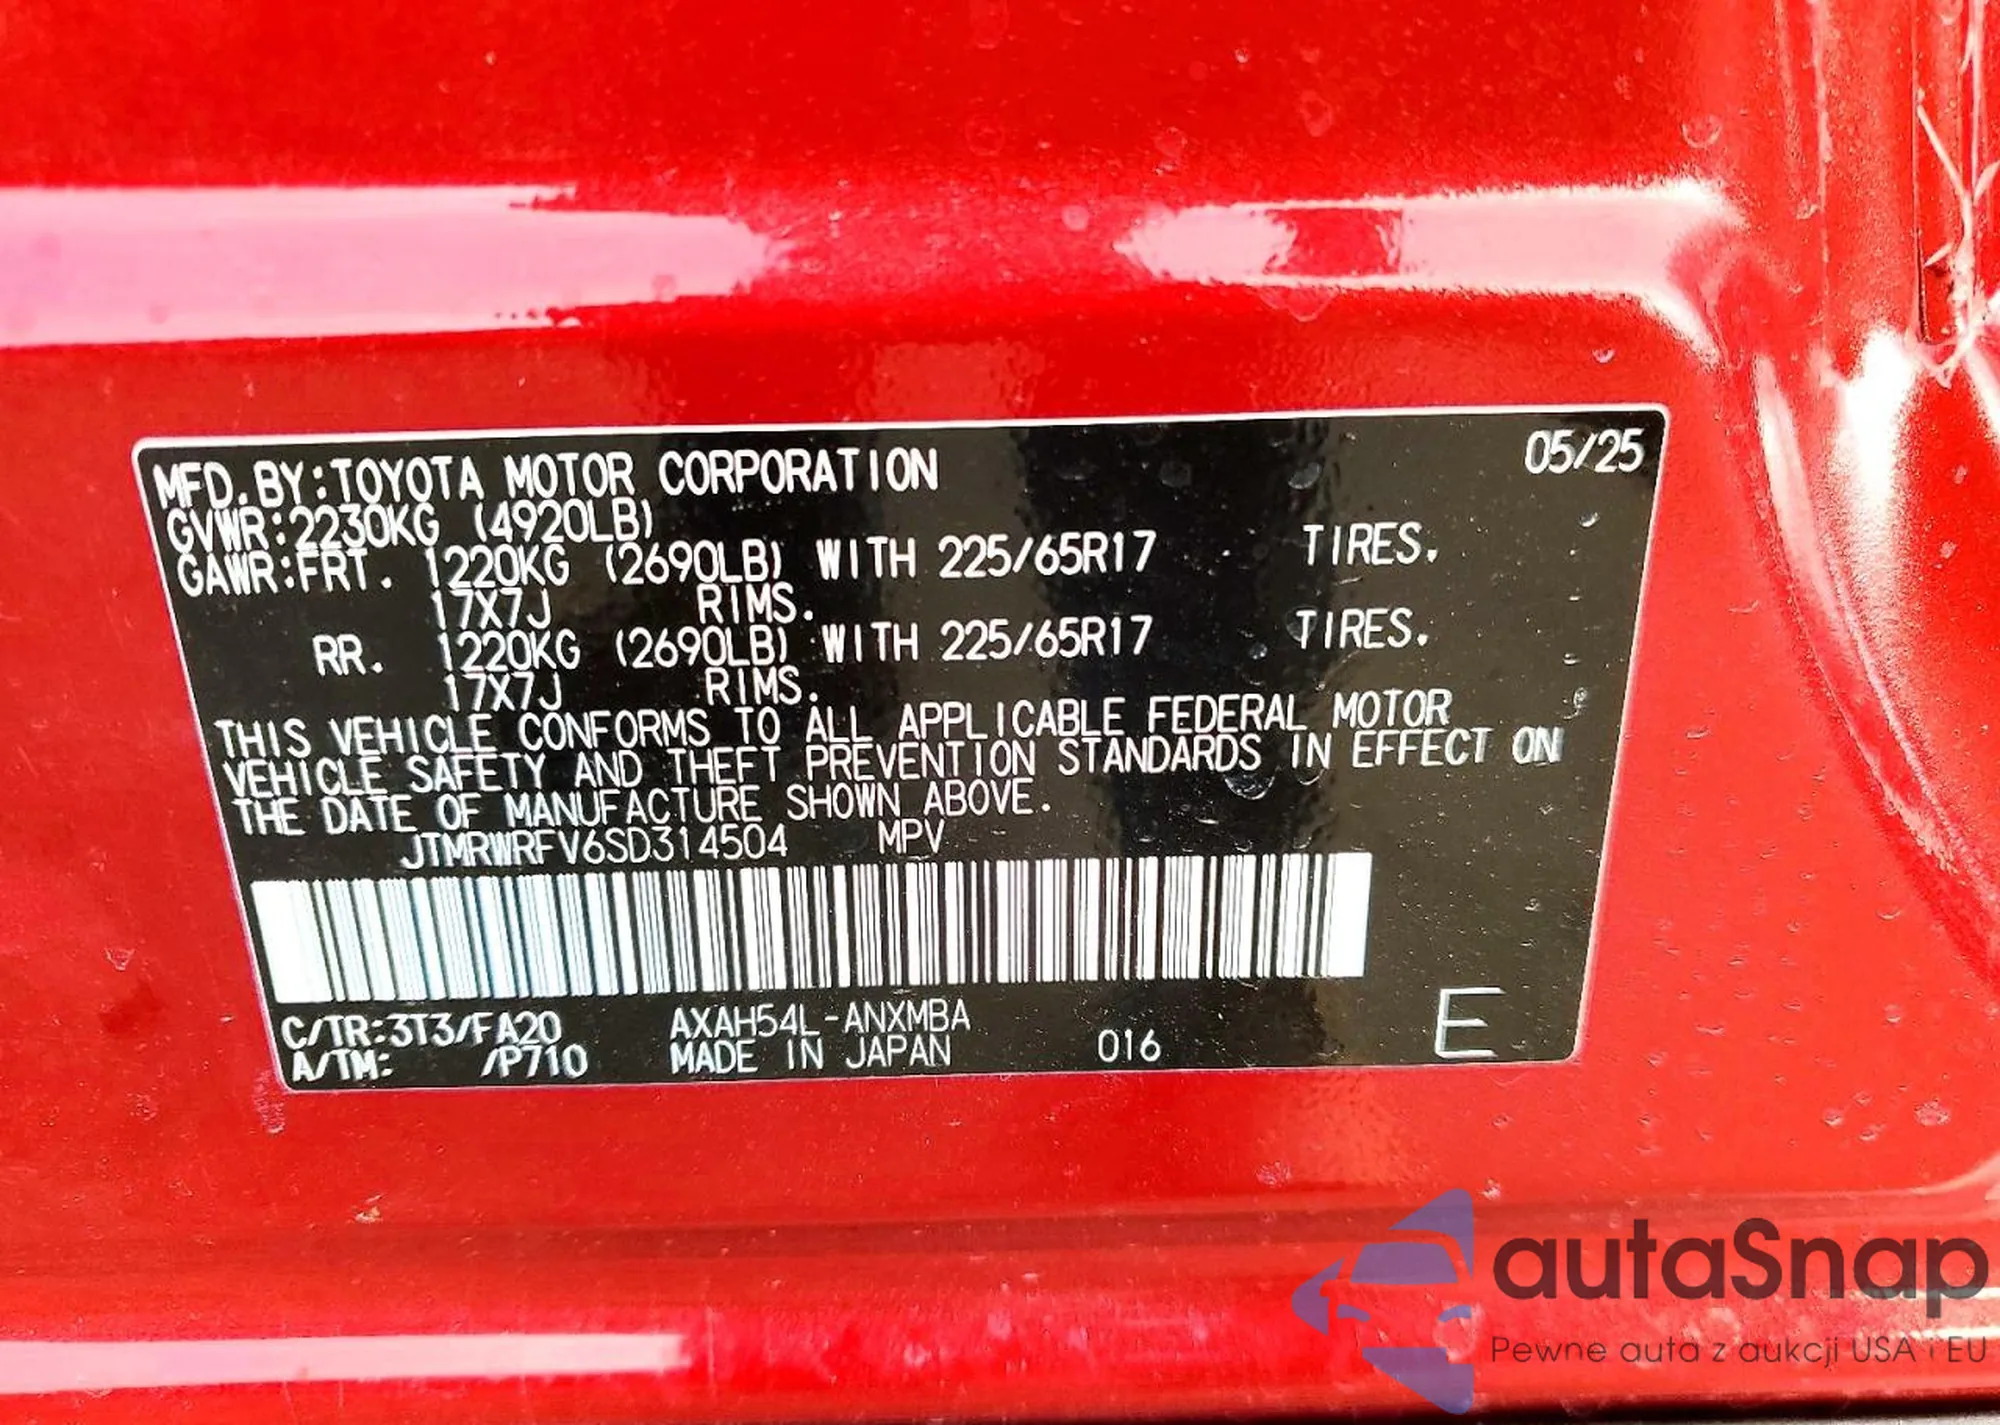 MFD.BY:TOYOTA MOTOR CORPORATION 05/25
GVWR:2230KG (4920LB)
GAWR:FRT. 1220KG (2690LB) WITH 225/65R17 TIRES.
17X7J RIMS.
RR. 1220KG (2690LB) WITH 225/65R17 TIRES.
17X7J RIMS.
THIS VEHICLE CONFORMS TO ALL APPLICABLE FEDERAL MOTOR
VEHICLE SAFETY AND THEFT PREVENTION STANDARDS IN EFFECT ON
THE DATE OF MANUFACTURE SHOWN ABOVE.
JTMRWRFV6SD314504 MPV
C/TR:3T3/FA20 AXAH54L-ANXMBA
A/TM: /P710 MADE IN JAPAN 016 E
autaSnap
Pewne auta z aukcji USA i EU